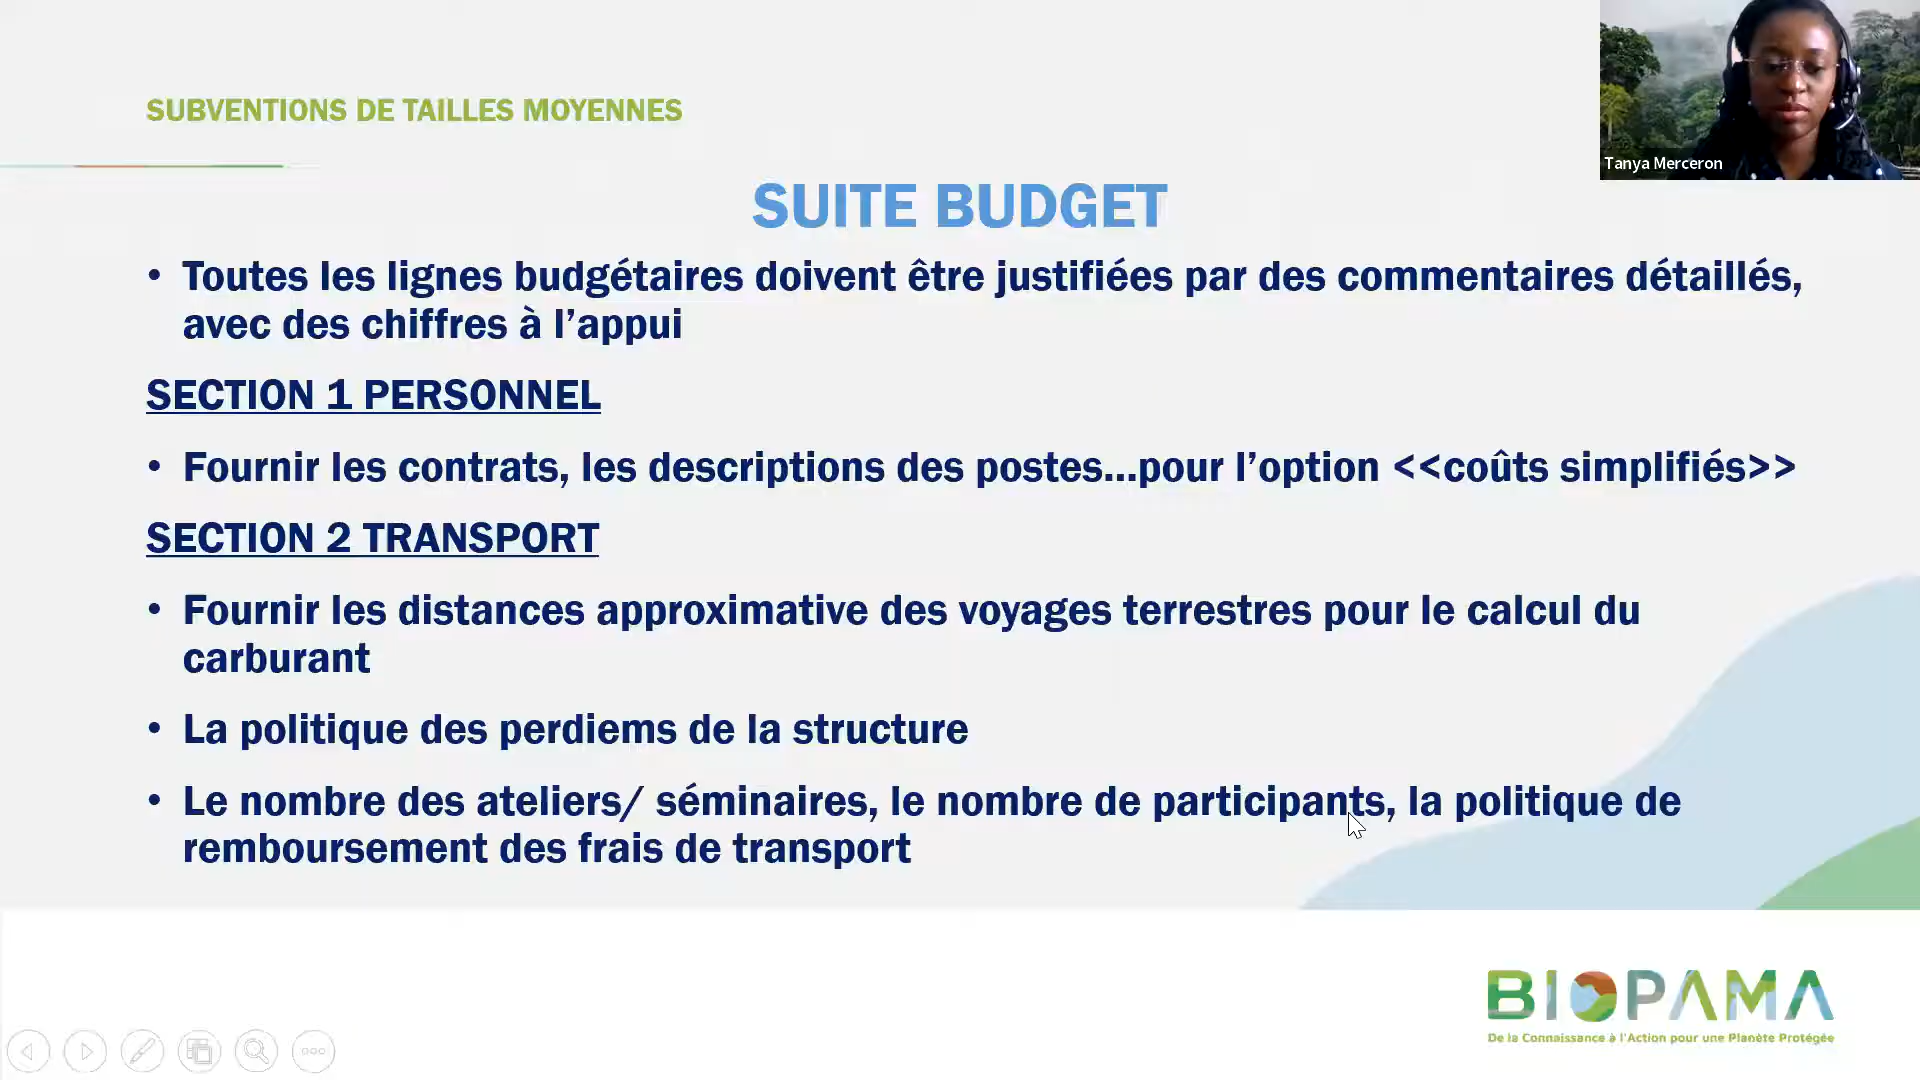 SUBVENTIONS DE TAILLES MOYENNES
Tanya Merceron
SUITE BUDGET
• Toutes les lignes budgétaires doivent être justifiées par des commentaires détaillés,
avec des chiffres à l’appui
SECTION 1 PERSONNEL
• Fournir les contrats, les descriptions des postes...pour l’option <<coûts simplifiés>>
SECTION 2 TRANSPORT
• Fournir les distances approximative des voyages terrestres pour le calcul du
carburant
• La politique des perdiems de la structure
• Le nombre des ateliers/ séminaires, le nombre de participants, la politique de
remboursement des frais de transport
BIOPAMA
De la Connaissance à l'Action pour une Planète Protégée